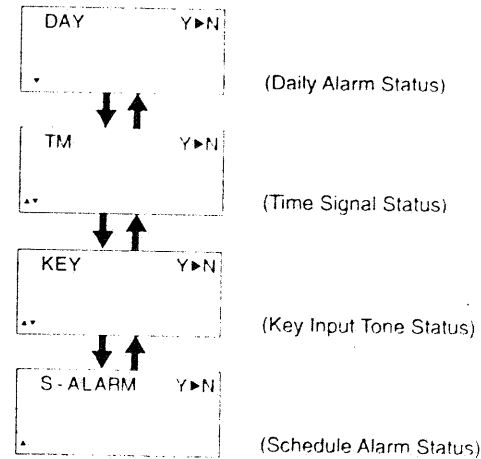 DAY Y▶N
(Daily Alarm Status)
TM Y▶N
(Time Signal Status)
KEY Y▶N
(Key Input Tone Status)
S-ALARM Y▶N
(Schedule Alarm Status)